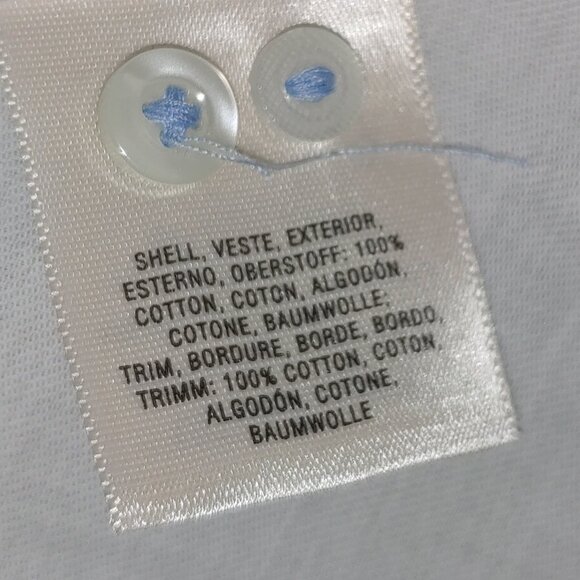 SHELL, VESTE, EXTERIOR,
ESTERNO, OBERSTOFF: 100%
COTTON, COTON, ALGODÓN,
COTONE, BAUMWOLLE;
TRIM, BORDURE, BORDE, BORDO,
TRIMM: 100% COTTON, COTON,
ALGODÓN, COTONE,
BAUMWOLLE